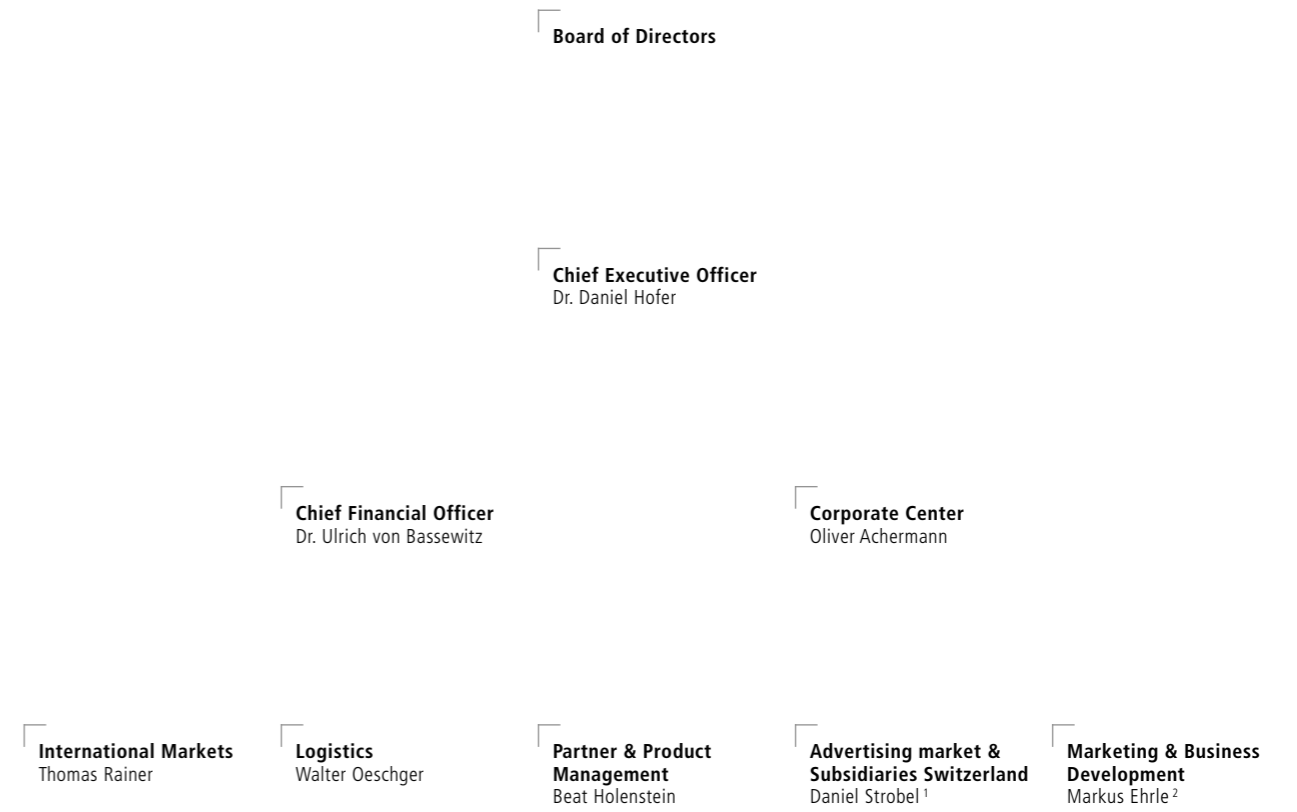 Board of Directors
Chief Executive Officer
Dr. Daniel Hofer
Chief Financial Officer
Dr. Ulrich von Bassewitz
Corporate Center
Oliver Achermann
International Markets
Thomas Rainer
Logistics
Walter Oeschger
Partner & Product
Management
Beat Holenstein
Advertising market &
Subsidiaries Switzerland
Daniel Strobel ¹
Marketing & Business
Development
Markus Ehrle ²